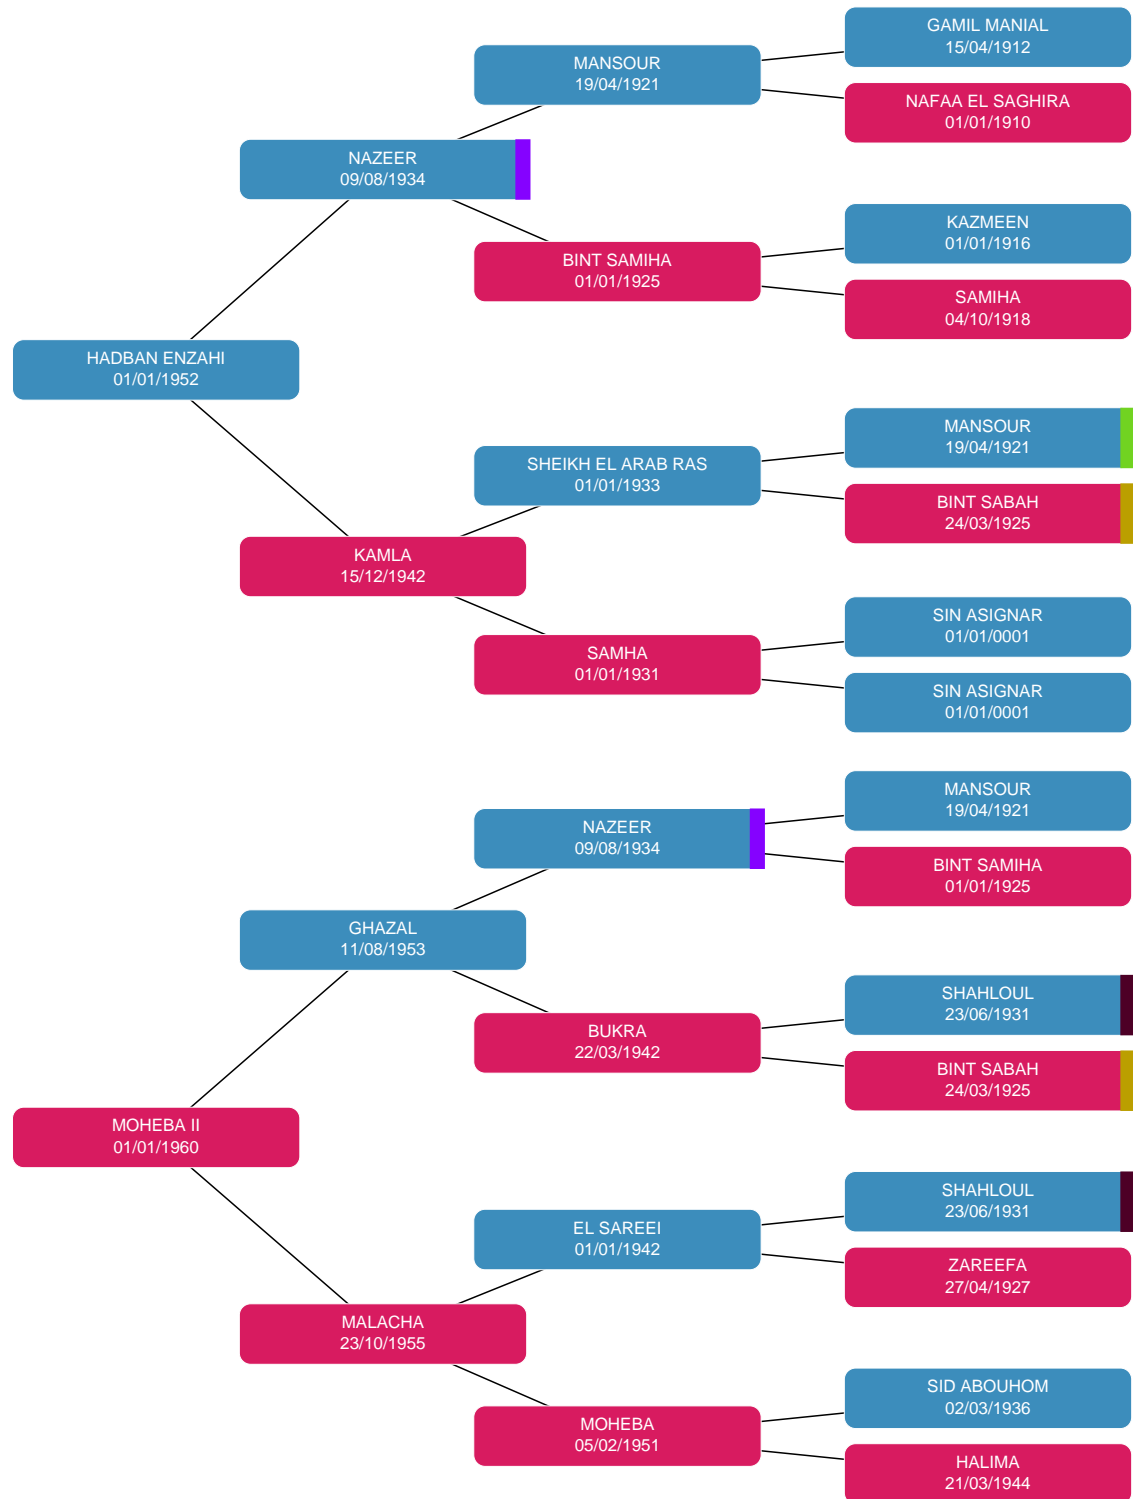 GAMIL MANIAL
15/04/1912
MANSOUR
19/04/1921
NAFAA EL SAGHIRA
01/01/1910
NAZEER
09/08/1934
KAZMEEN
01/01/1916
BINT SAMIHA
01/01/1925
SAMIHA
04/10/1918
HADBAN ENZAHI
01/01/1952
MANSOUR
19/04/1921
SHEIKH EL ARAB RAS
01/01/1933
BINT SABAH
24/03/1925
KAMLA
15/12/1942
SIN ASIGNAR
01/01/0001
SAMHA
01/01/1931
SIN ASIGNAR
01/01/0001
MANSOUR
19/04/1921
NAZEER
09/08/1934
BINT SAMIHA
01/01/1925
GHAZAL
11/08/1953
SHAHLOUL
23/06/1931
BUKRA
22/03/1942
BINT SABAH
24/03/1925
MOHEBA II
01/01/1960
SHAHLOUL
23/06/1931
EL SAREEI
01/01/1942
ZAREEFA
27/04/1927
MALACHA
23/10/1955
SID ABOUHOM
02/03/1936
MOHEBA
05/02/1951
HALIMA
21/03/1944